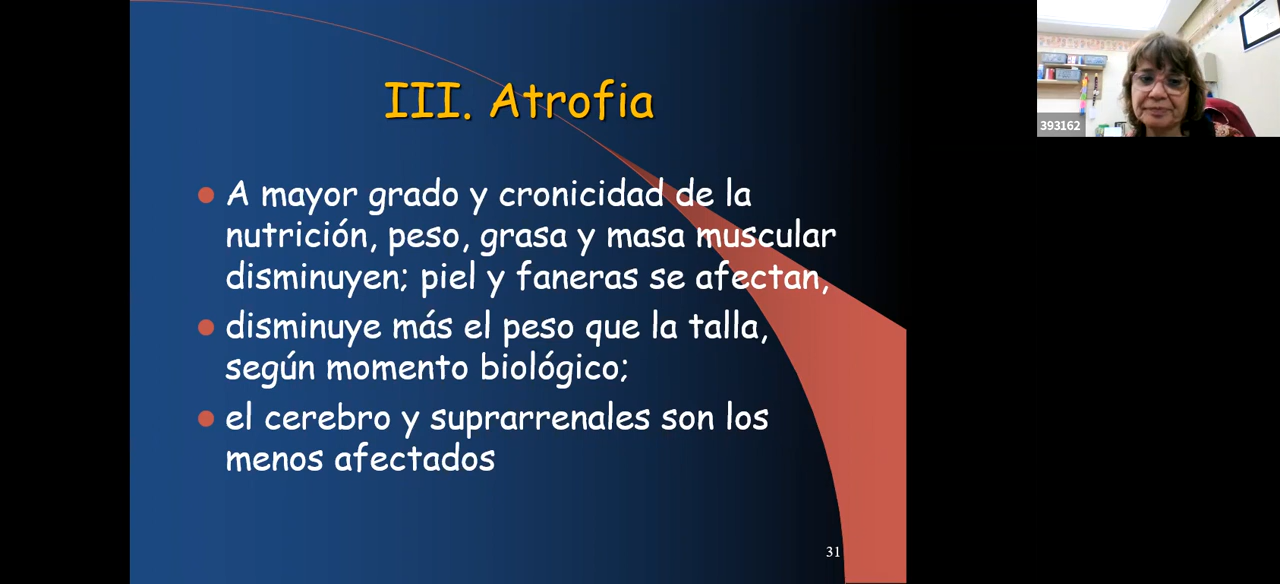 III. Atrofia
A mayor grado y cronicidad de la
nutrición, peso, grasa y masa muscular
disminuyen; piel y faneras se afectan,
disminuye más el peso que la talla,
según momento biológico;
el cerebro y suprarrenales son los
menos afectados
31
393162